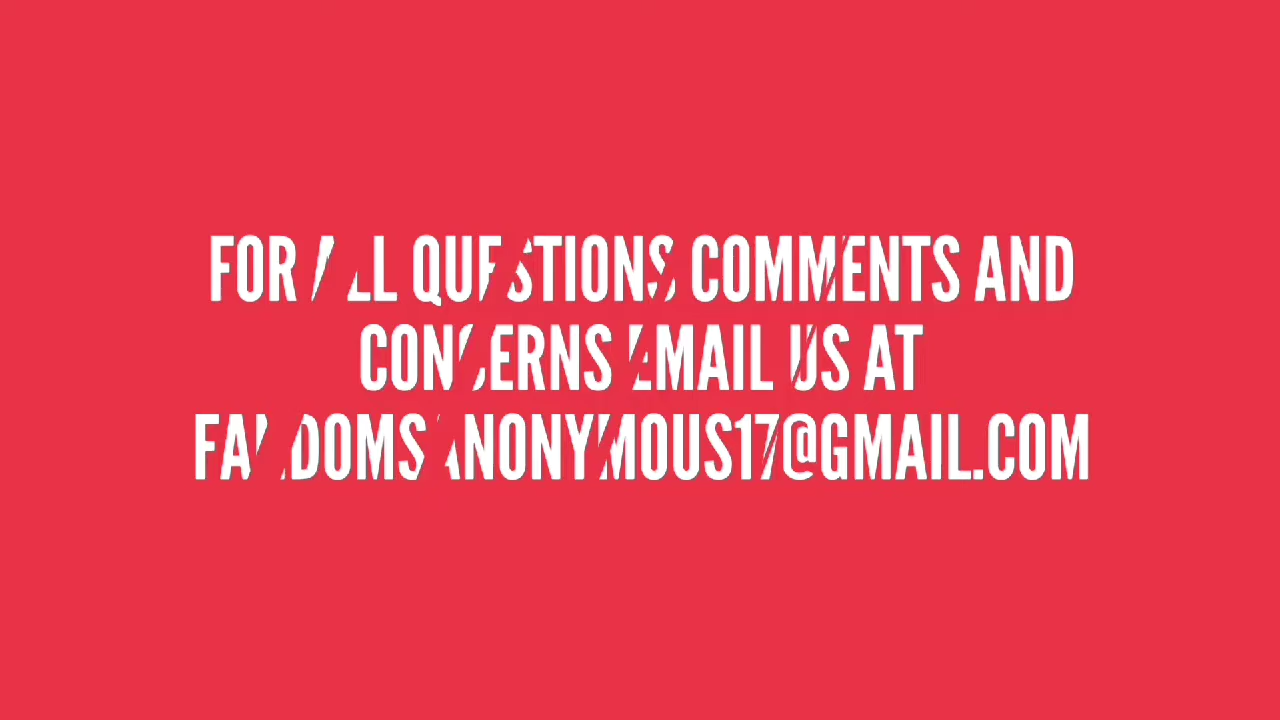 FOR ALL QUESTIONS COMMENTS AND
CONCERNS EMAIL US AT
FANDOMSANONYMOUS17@GMAIL.COM